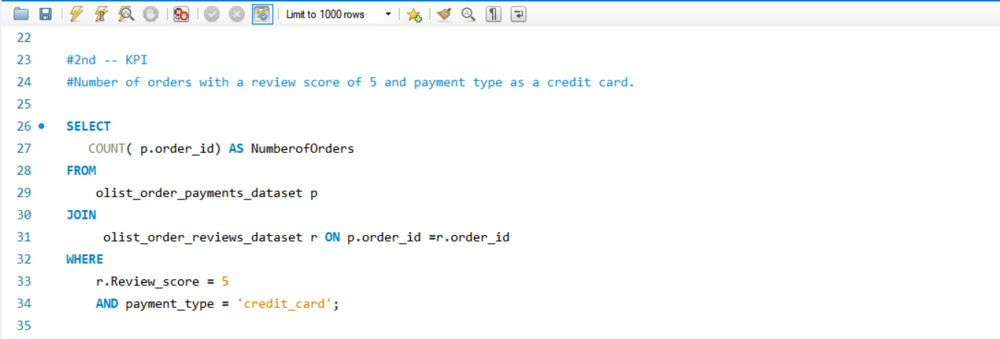 Limit to 1000 rows
22
23 #2nd -- KPI
24 #Number of orders with a review score of 5 and payment type as a credit card.
25
26 SELECT
27 COUNT( p.order_id) AS NumberofOrders
28 FROM
29 olist_order_payments_dataset p
30 JOIN
31 olist_order_reviews_dataset r ON p.order_id =r.order_id
32 WHERE
33 r.Review_score = 5
34 AND payment_type = 'credit_card';
35